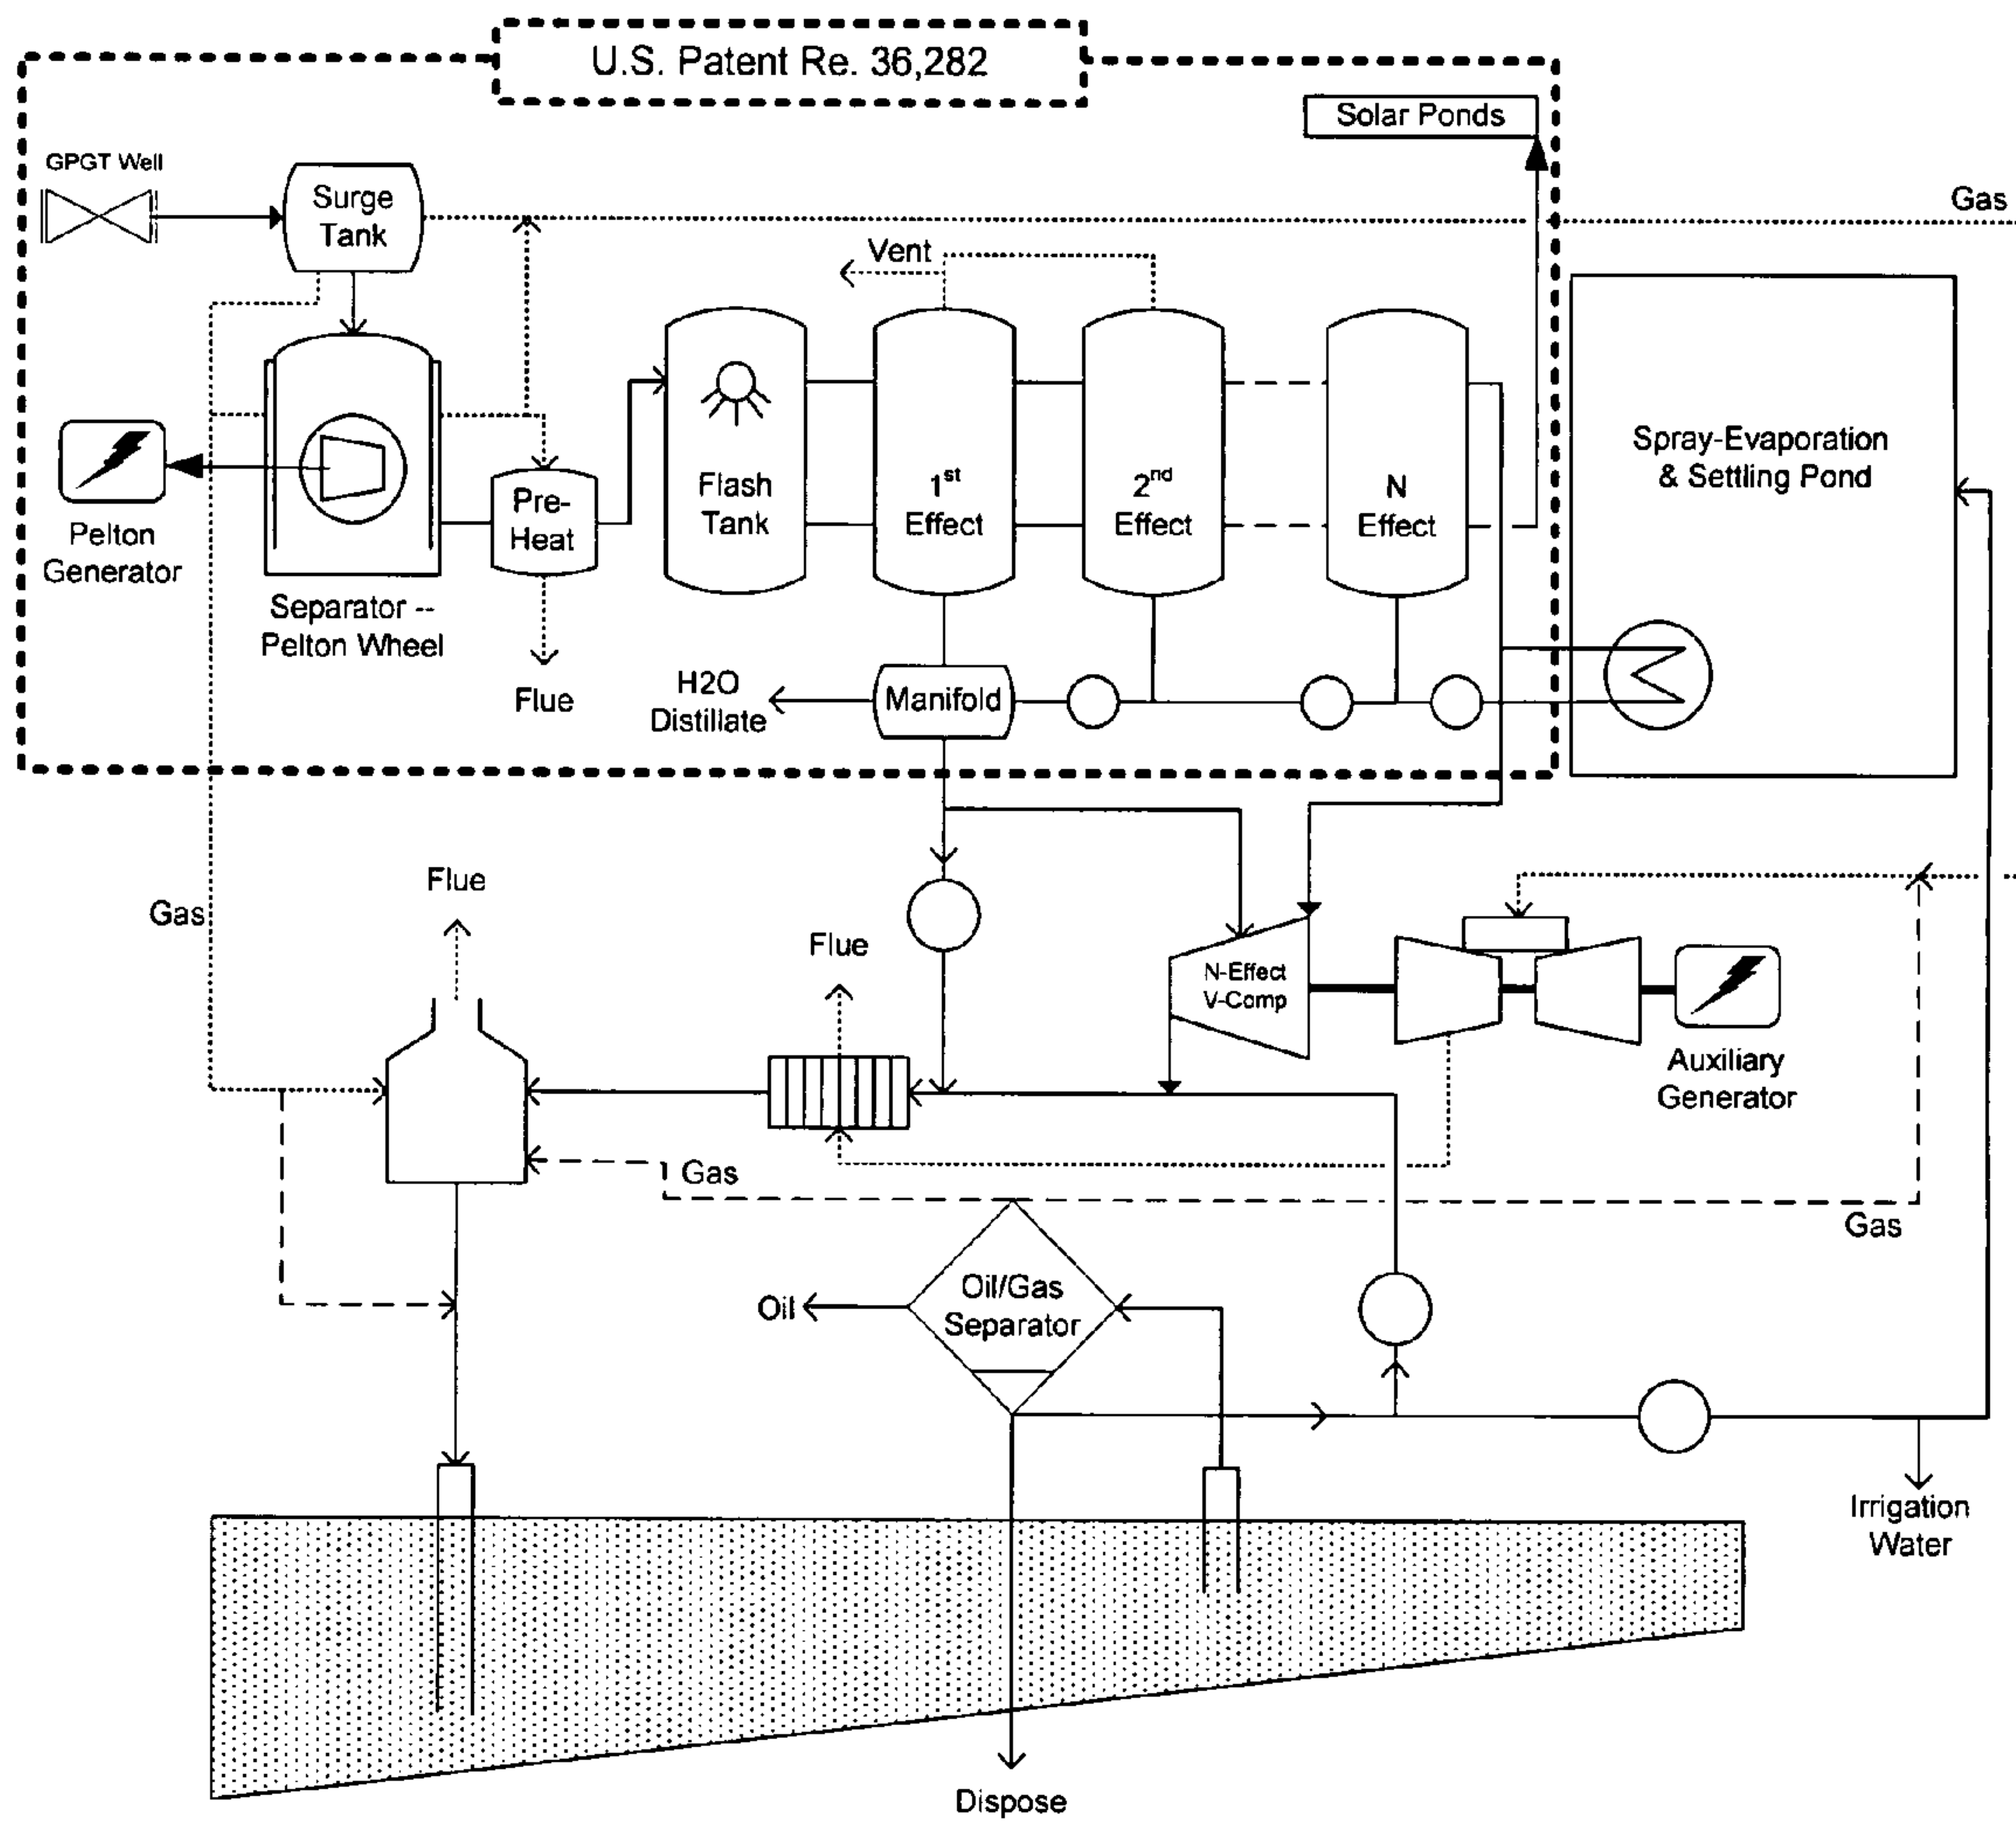 U.S. Patent Re. 36,282
Solar Ponds
GPGT Well
Surge
Tank
Gas
Vent
Pelton
Generator
Separator --
Pelton Wheel
Pre-
Heat
Flue
Flash
Tank
1st
Effect
2nd
Effect
N
Effect
Spray-Evaporation
& Settling Pond
H2O
Distillate
Manifold
Flue
Gas
Flue
N-Effect
V-Comp
Auxiliary
Generator
Gas
Gas
Oil
Oil/Gas
Separator
Irrigation
Water
Dispose